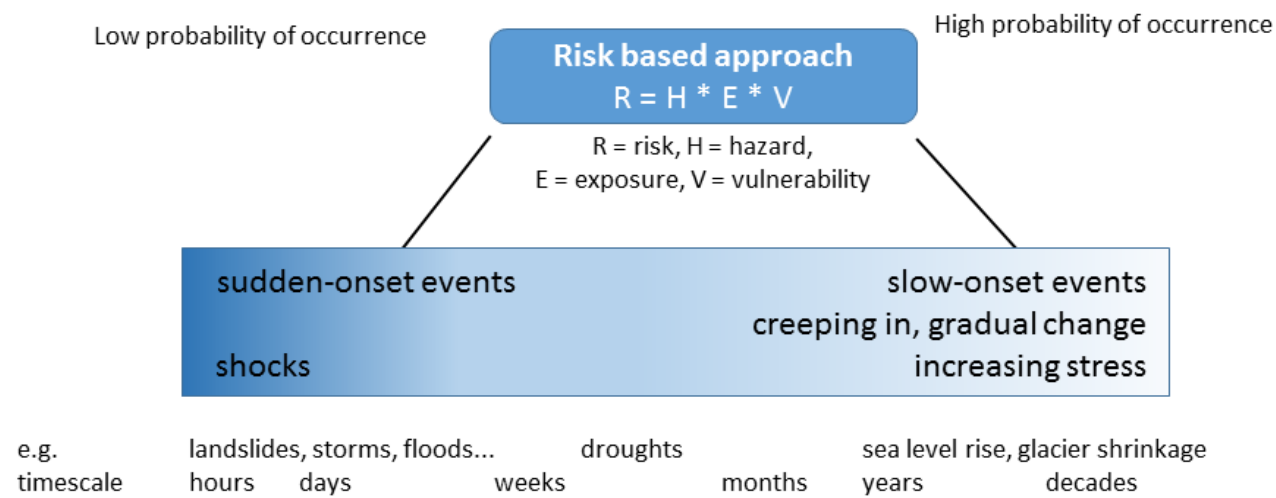 Low probability of occurrence
High probability of occurrence
Risk based approach
R = H * E * V
R = risk, H = hazard,
E = exposure, V = vulnerability
sudden-onset events
slow-onset events
creeping in, gradual change
shocks
increasing stress
e.g. landslides, storms, floods... droughts sea level rise, glacier shrinkage
timescale hours days weeks months years decades